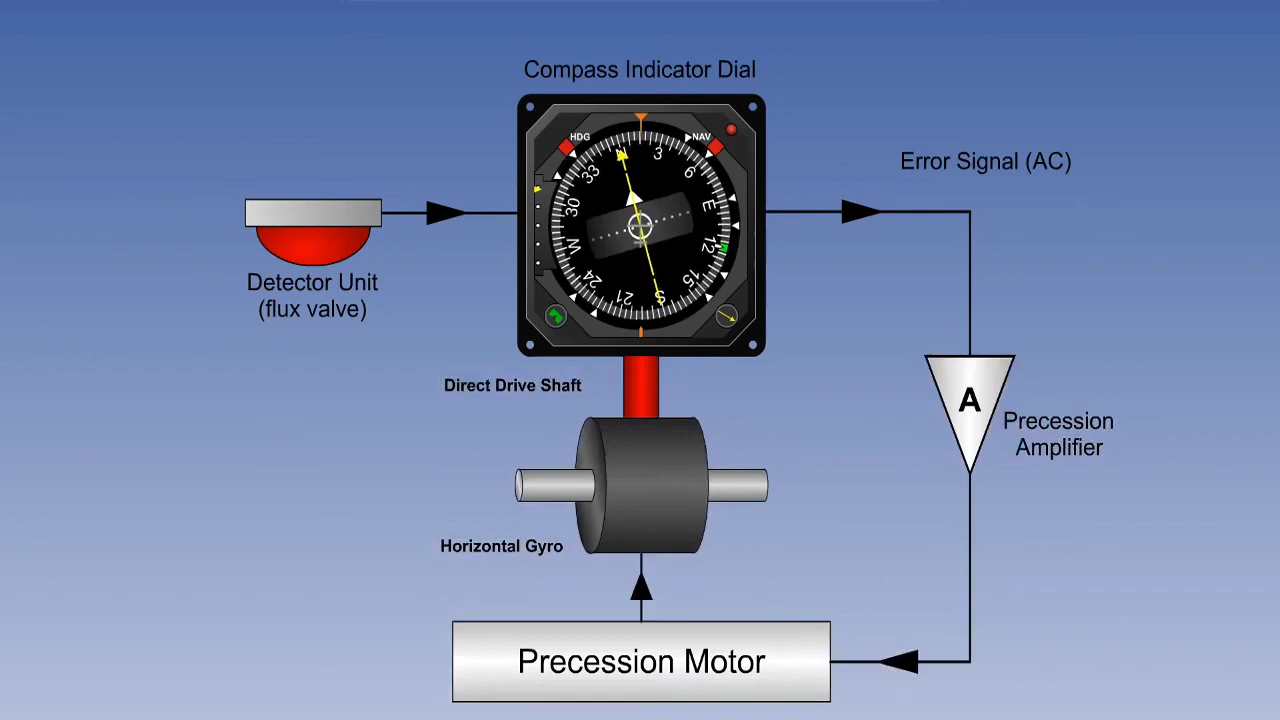 Compass Indicator Dial
HDG
NAV
N
3
6
E
12
15
S
21
24
W
30
33
Error Signal (AC)
Detector Unit
(flux valve)
Direct Drive Shaft
A
Precession
Amplifier
Horizontal Gyro
Precession Motor